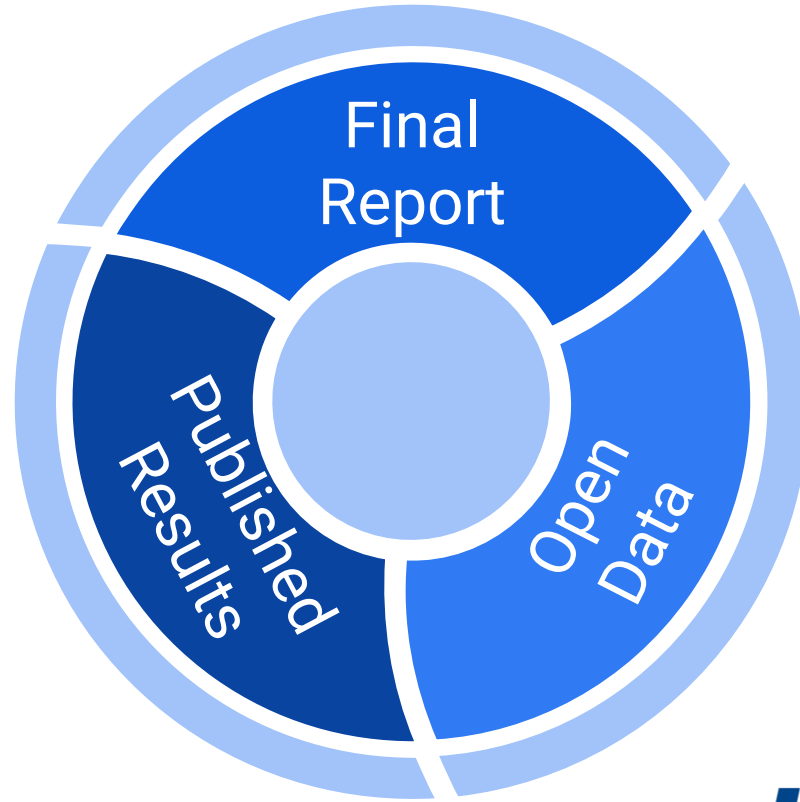 Final
Report
Open
Data
Published
Results